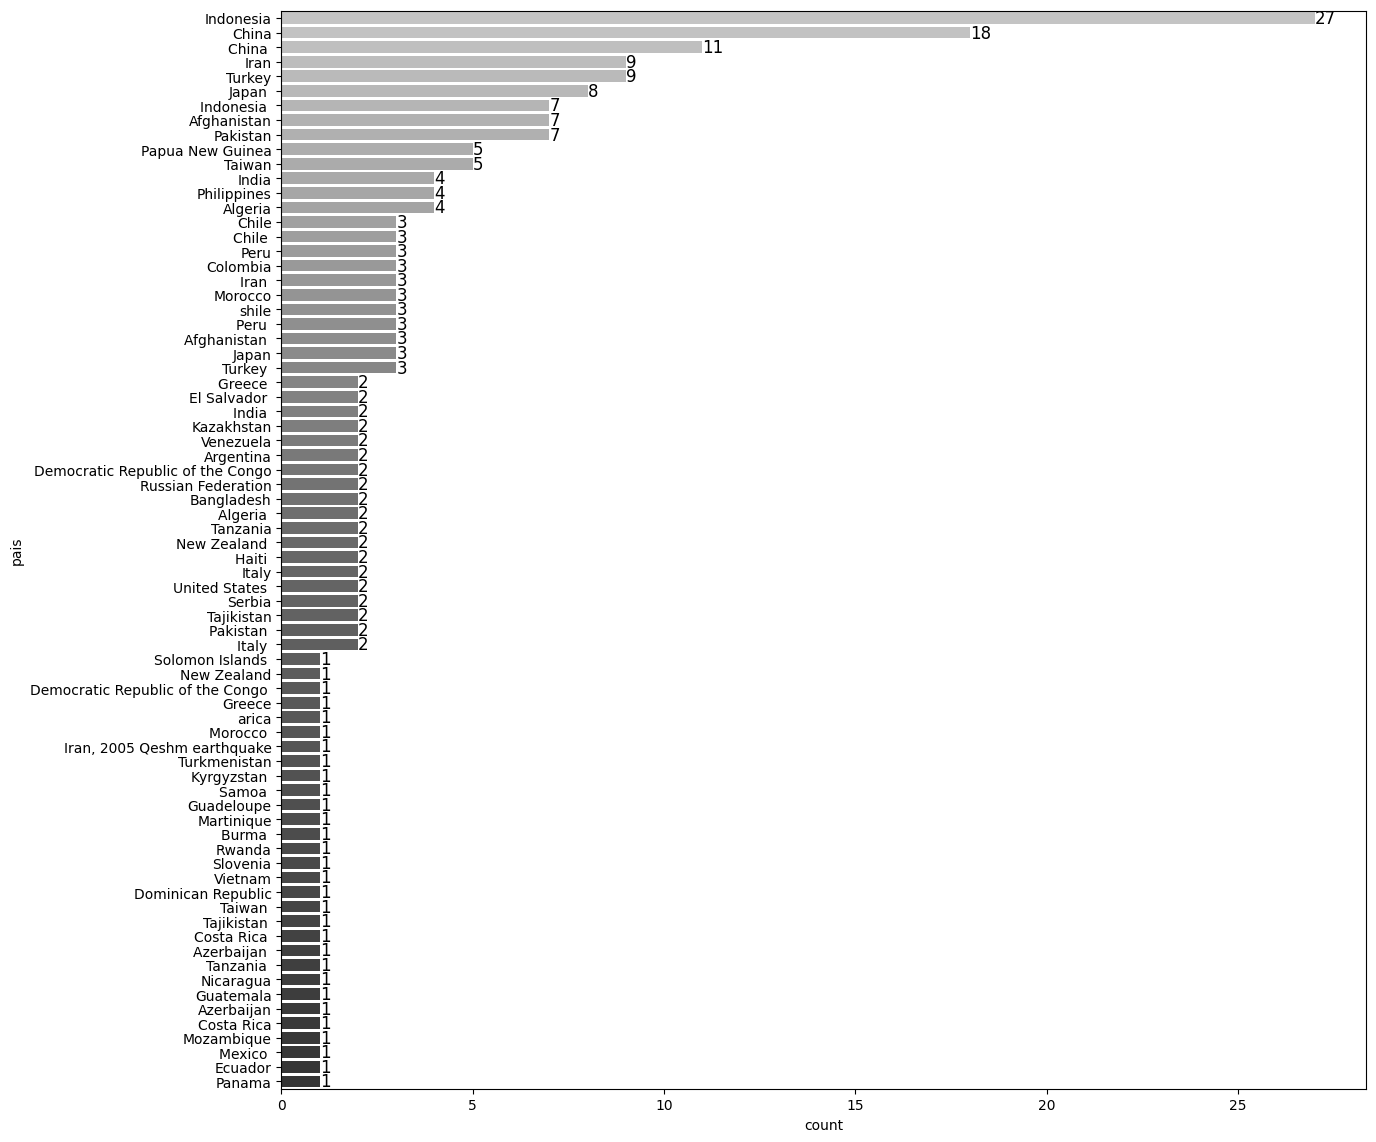 Indonesia 27
China 18
China 11
Iran 9
Turkey 9
Japan 8
Indonesia 7
Afghanistan 7
Pakistan 7
Papua New Guinea 5
Taiwan 5
India 4
Philippines 4
Algeria 4
Chile 3
Chile 3
Peru 3
Colombia 3
Iran 3
Morocco 3
shile 3
Peru 3
Afghanistan 3
Japan 3
Turkey 3
Greece 2
El Salvador 2
India 2
Kazakhstan 2
Venezuela 2
Argentina 2
Democratic Republic of the Congo 2
Russian Federation 2
Bangladesh 2
Algeria 2
Tanzania 2
New Zealand 2
Haiti 2
Italy 2
United States 2
Serbia 2
Tajikistan 2
Pakistan 2
Italy 2
Solomon Islands 1
New Zealand 1
Democratic Republic of the Congo 1
Greece 1
arica 1
Morocco 1
Iran, 2005 Qeshm earthquake 1
Turkmenistan 1
Kyrgyzstan 1
Samoa 1
Guadeloupe 1
Martinique 1
Burma 1
Rwanda 1
Slovenia 1
Vietnam 1
Dominican Republic 1
Taiwan 1
Tajikistan 1
Costa Rica 1
Azerbaijan 1
Tanzania 1
Nicaragua 1
Guatemala 1
Azerbaijan 1
Costa Rica 1
Mozambique 1
Mexico 1
Ecuador 1
Panama 1
pais
0 5 10 15 20 25
count